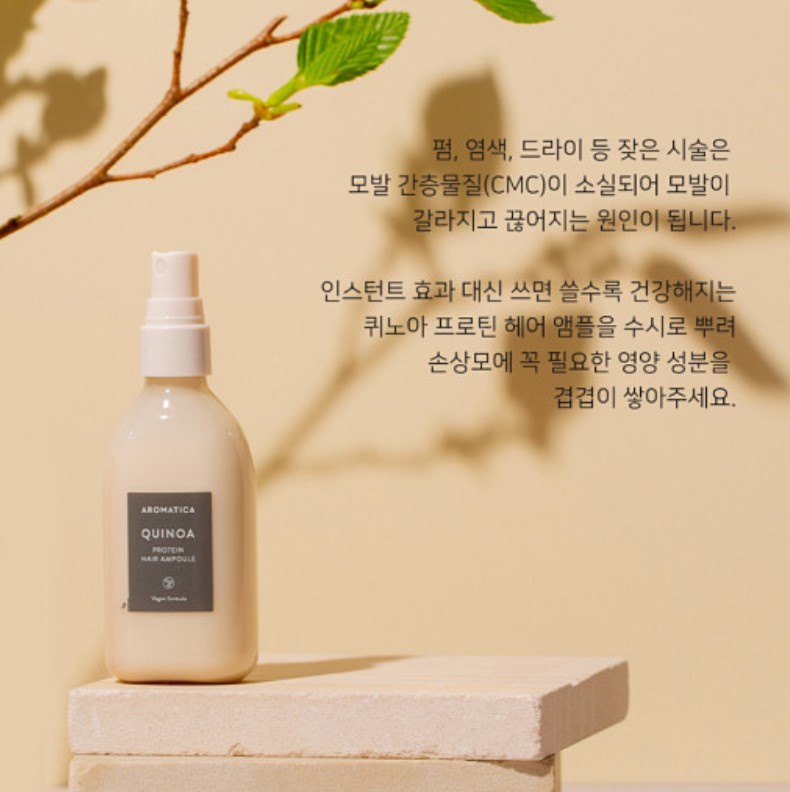 펌, 염색, 드라이 등 잦은 시술은
모발 간층물질(CMC)이 소실되어 모발이
갈라지고 끊어지는 원인이 됩니다.
인스턴트 효과 대신 쓰면 쓸수록 건강해지는
퀴노아 프로틴 헤어 앰플을 수시로 뿌려
손상모에 꼭 필요한 영양 성분을
겹겹이 쌓아주세요.
AROMATICA
QUINOA
PROTEIN
HAIR AMPOULE
Vegan formula